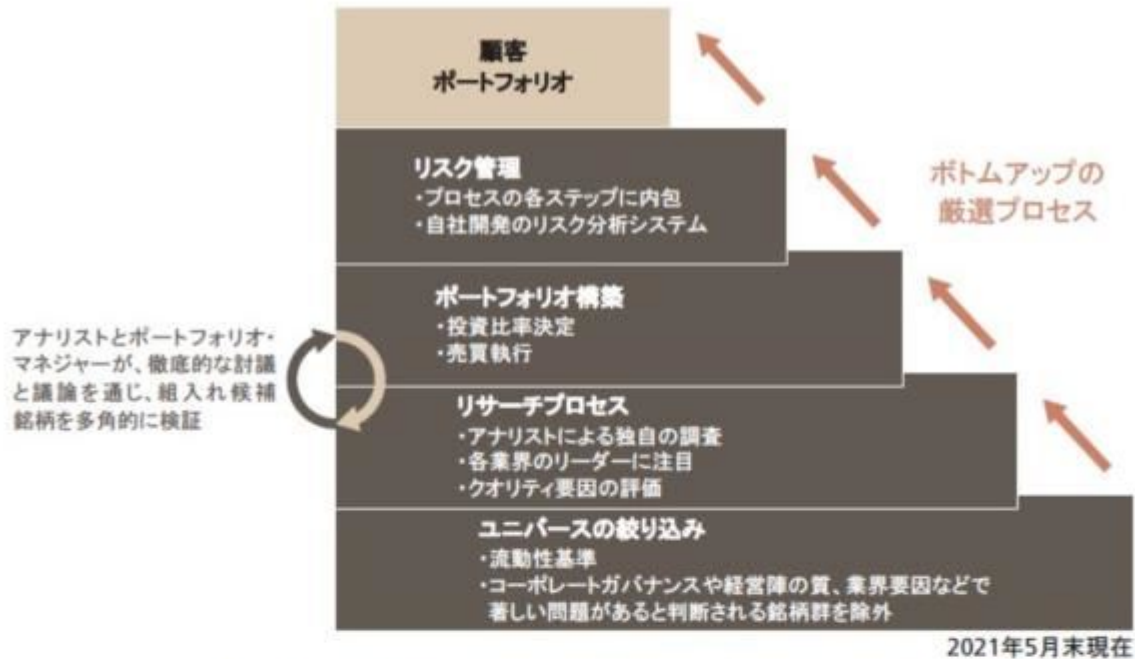 顧客
ポートフォリオ
リスク管理
・プロセスの各ステップに内包
・自社開発のリスク分析システム
ボトムアップの
厳選プロセス
ポートフォリオ構築
・投資比率決定
・売買執行
アナリストとポートフォリオ・
マネジャーが、徹底的な討議
と議論を通じ、組入れ候補
銘柄を多角的に検証
リサーチプロセス
・アナリストによる独自の調査
・各業界のリーダーに注目
・クオリティ要因の評価
ユニバースの絞り込み
・流動性基準
・コーポレートガバナンスや経営陣の質、業界要因などで
著しい問題があると判断される銘柄群を除外
2021年5月末現在